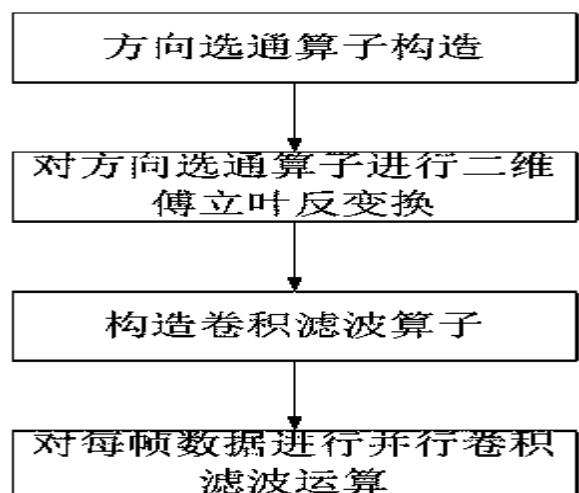 方向选通算子构造
对方向选通算子进行二维
傅立叶反变换
构造卷积滤波算子
对每帧数据进行并行卷积
滤波运算